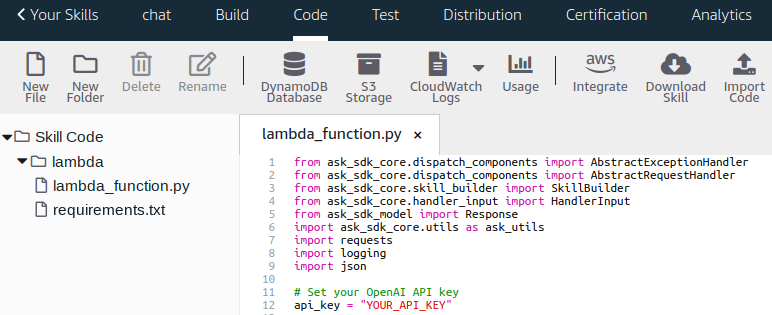 Your Skills chat Build Code Test Distribution Certification Analytics
New File New Folder Delete Rename DynamoDB Database S3 Storage CloudWatch Logs Usage aws Integrate Download Skill Import Code
Skill Code
lambda
lambda_function.py
requirements.txt
lambda_function.py ×
1 from ask_sdk_core.dispatch_components import AbstractExceptionHandler
2 from ask_sdk_core.dispatch_components import AbstractRequestHandler
3 from ask_sdk_core.skill_builder import SkillBuilder
4 from ask_sdk_core.handler_input import HandlerInput
5 from ask_sdk_model import Response
6 import ask_sdk_core.utils as ask_utils
7 import requests
8 import logging
9 import json
10
11 # Set your OpenAI API key
12 api_key = "YOUR_API_KEY"